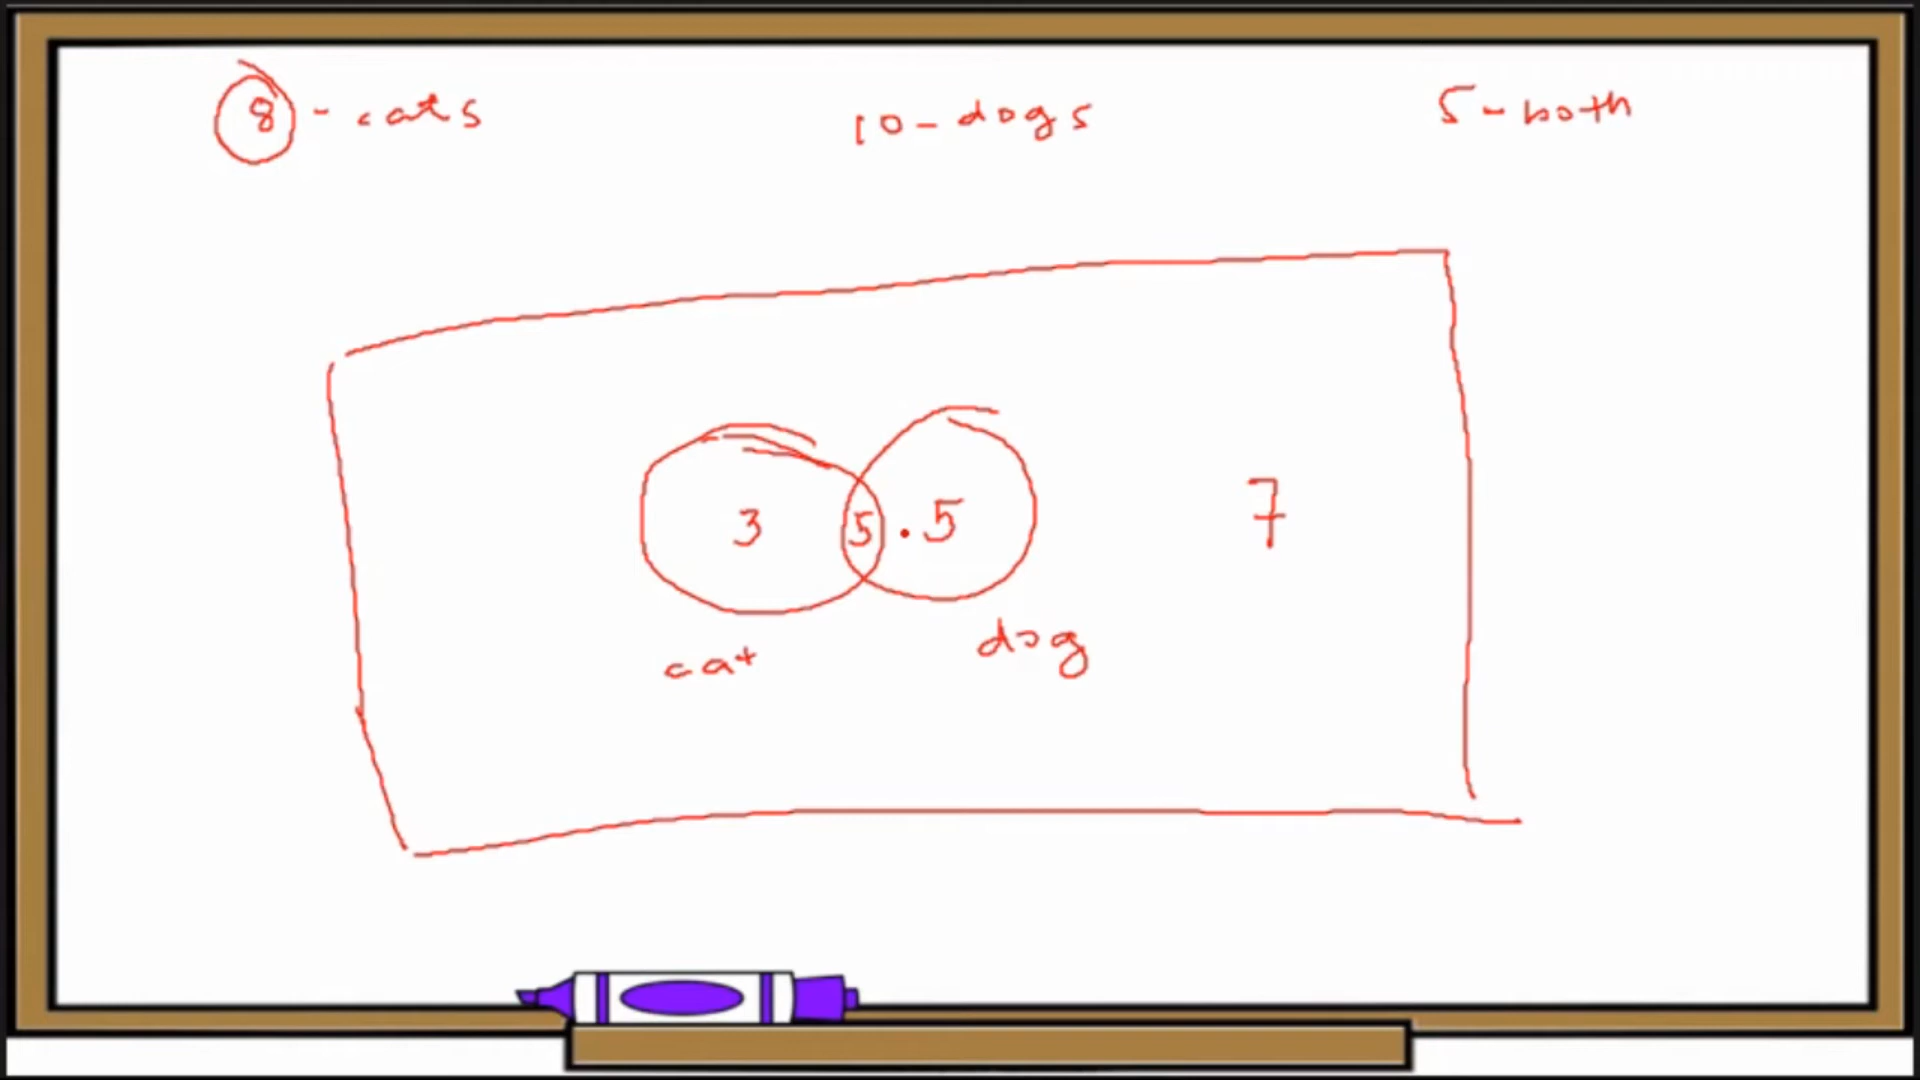 8 - cats
10 - dogs
5 - both
3 5 . 5
7
cat
dog